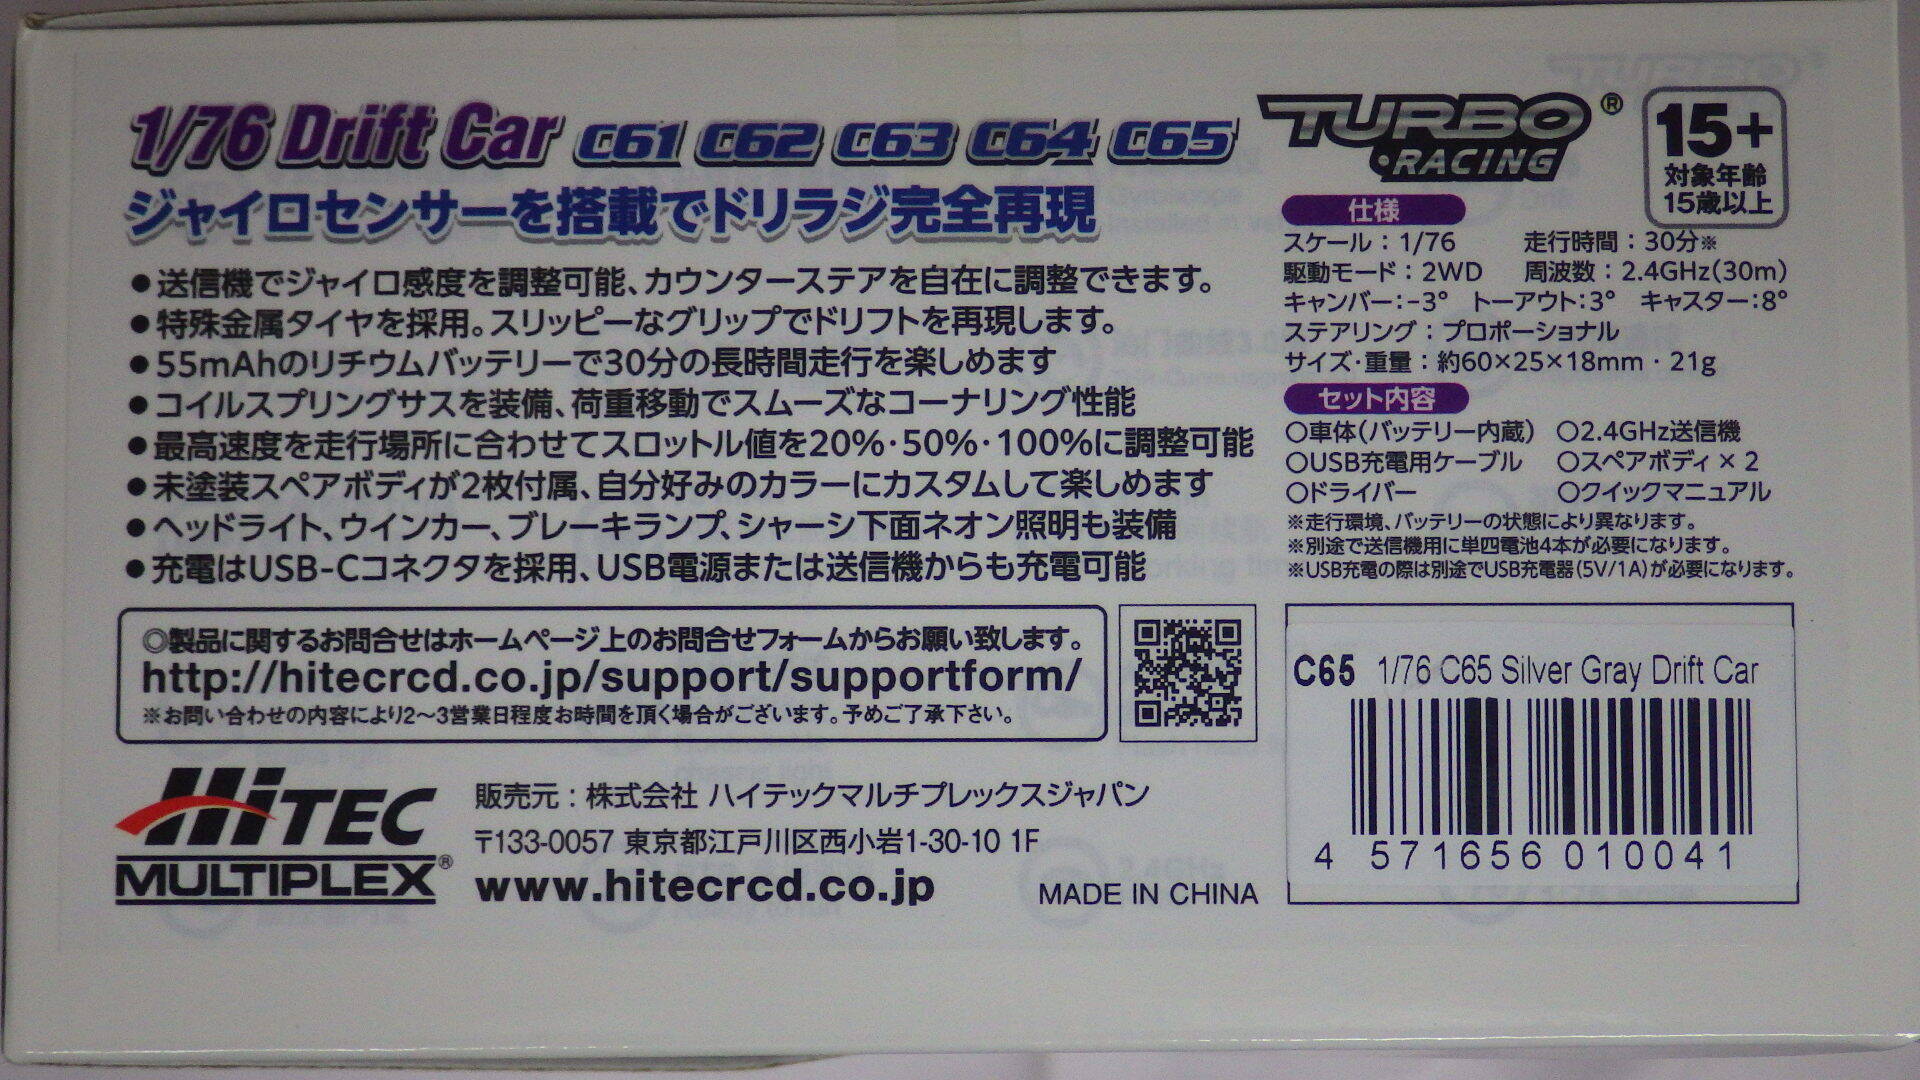 1/76 Drift Car C61 C62 C63 C64 C65
ジャイロセンサーを搭載でドリラジ完全再現
●送信機でジャイロ感度を調整可能、カウンターステアを自在に調整できます。
●特殊金属タイヤを採用。スリッピーなグリップでドリフトを再現します。
●55mAhのリチウムバッテリーで30分の長時間走行を楽しめます
●コイルスプリングサスを装備、荷重移動でスムーズなコーナリング性能
●最高速度を走行場所に合わせてスロットル値を20%・50%・100%に調整可能
●未塗装スペアボディが2枚付属、自分好みのカラーにカスタムして楽しめます
●ヘッドライト、ウインカー、ブレーキランプ、シャーシ下面ネオン照明も装備
●充電はUSB-Cコネクタを採用、USB電源または送信機からも充電可能
TURBO RACING®
15+
対象年齢
15歳以上
仕様
スケール：1/76 走行時間：30分※
駆動モード：2WD 周波数：2.4GHz(30m)
キャンバー：-3° トーアウト：3° キャスター：8°
ステアリング：プロポーショナル
サイズ・重量：約60×25×18mm・21g
セット内容
○車体(バッテリー内蔵) ○2.4GHz送信機
○USB充電用ケーブル ○スペアボディ×2
○ドライバー ○クイックマニュアル
※走行環境、バッテリーの状態により異なります。
※別途で送信機用に単四電池4本が必要になります。
※USB充電の際は別途でUSB充電器(5V/1A)が必要になります。
◎製品に関するお問合せはホームページ上のお問合せフォームからお願い致します。
http://hitecrcd.co.jp/support/supportform/
※お問い合わせの内容により2～3営業日程度お時間を頂く場合がございます。予めご了承下さい。
C65 1/76 C65 Silver Gray Drift Car
4 571656 010041
HiTEC
MULTIPLEX®
販売元：株式会社 ハイテックマルチプレックスジャパン
〒133-0057 東京都江戸川区西小岩1-30-10 1F
www.hitecrcd.co.jp
MADE IN CHINA